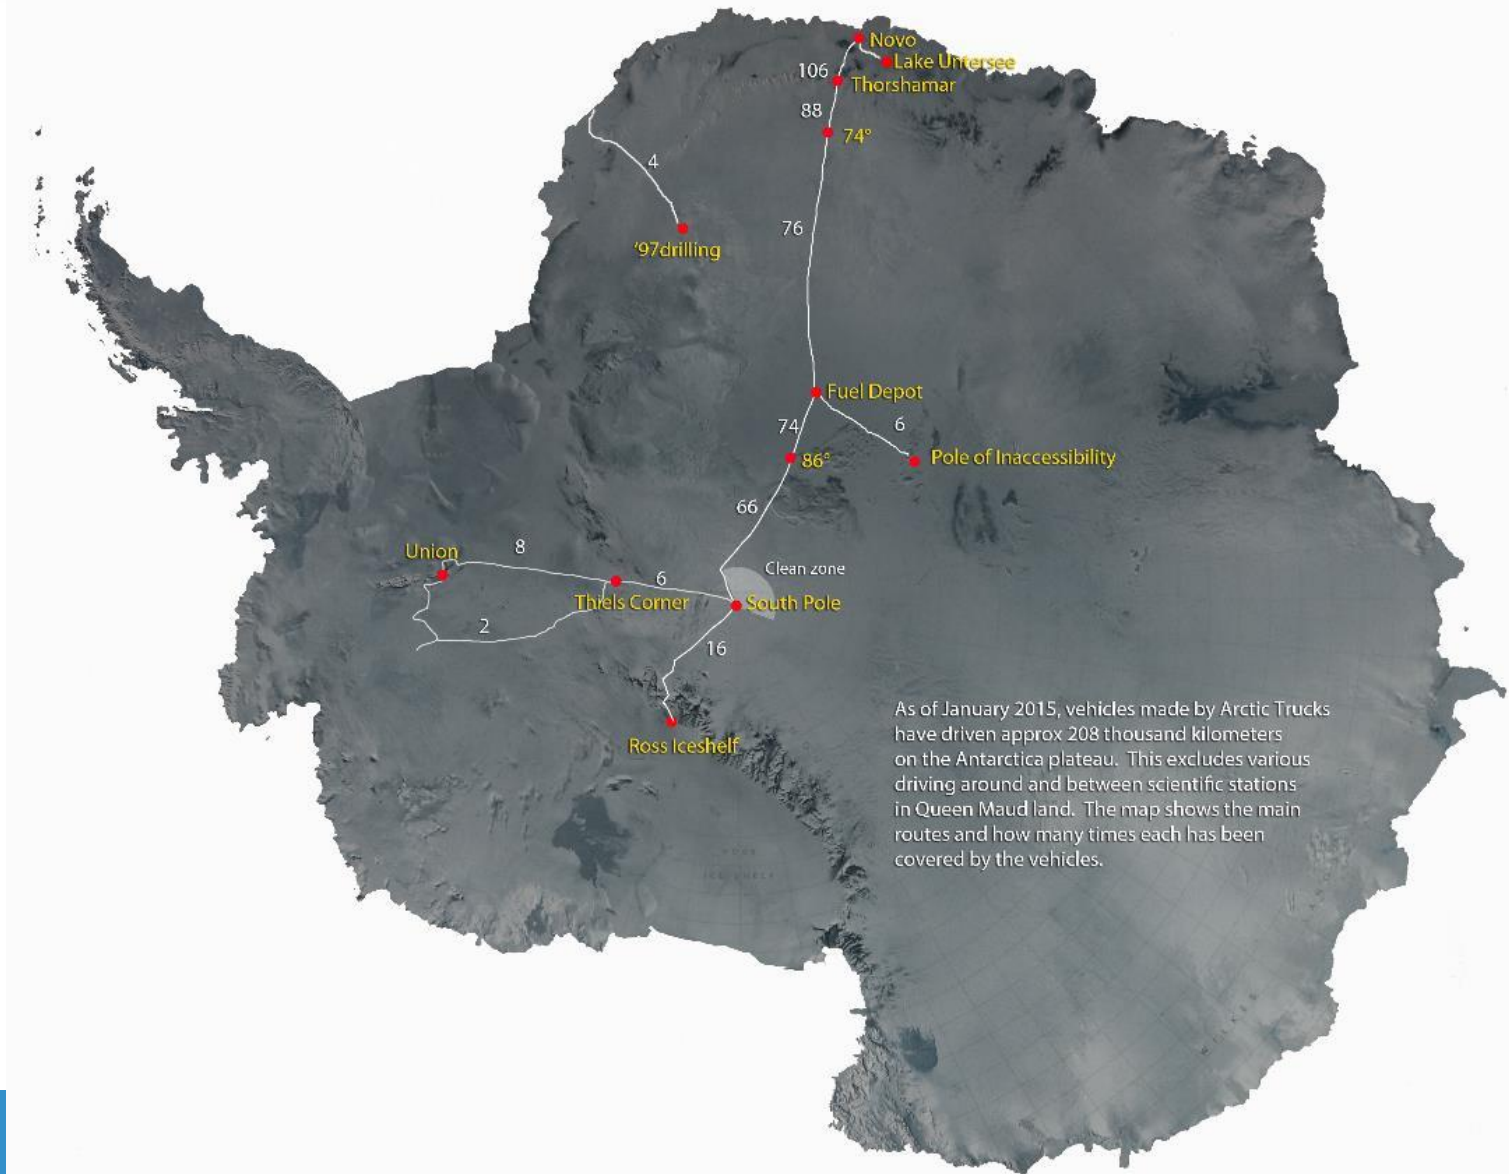 Novo
Lake Untersee
106
Thorshamar
88
74°
4
76
'97drilling
Fuel Depot
74
6
86°
Pole of Inaccessibility
66
Union
8
Clean zone
6
Thiels Corner
South Pole
2
16
Ross Iceshelf
As of January 2015, vehicles made by Arctic Trucks
have driven approx 208 thousand kilometers
on the Antarctica plateau. This excludes various
driving around and between scientific stations
in Queen Maud land. The map shows the main
routes and how many times each has been
covered by the vehicles.